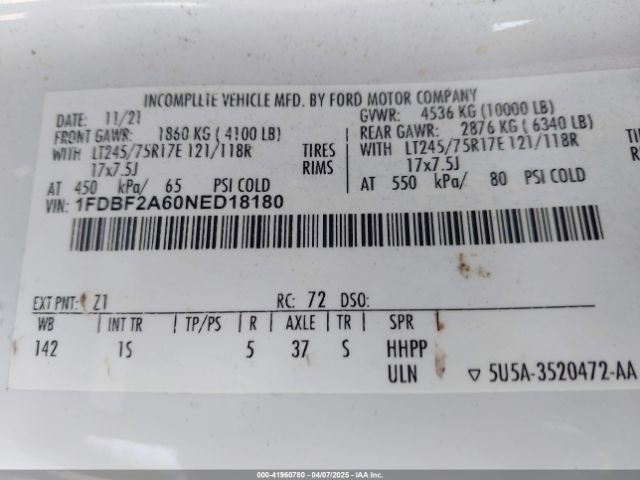 INCOMPLETE VEHICLE MFD. BY FORD MOTOR COMPANY
DATE: 11/21 GVWR: 4536 KG (10000 LB)
FRONT GAWR: 1860 KG (4100 LB) REAR GAWR: 2876 KG (6340 LB)
WITH LT245/75R17E 121/118R TIRES WITH LT245/75R17E 121/118R
17x7.5J RIMS 17x7.5J
AT 450 kPa/ 65 PSI COLD AT 550 kPa/ 80 PSI COLD
VIN: 1FDBF2A60NED18180
EXT PNT: Z1 RC: 72 DSO:
WB INT TR TP/PS R AXLE TR SPR
142 1S 5 37 S HHPP
ULN ▽ 5U5A-3520472-AA
000-41960780 - 04/07/2025 - IAA Inc.